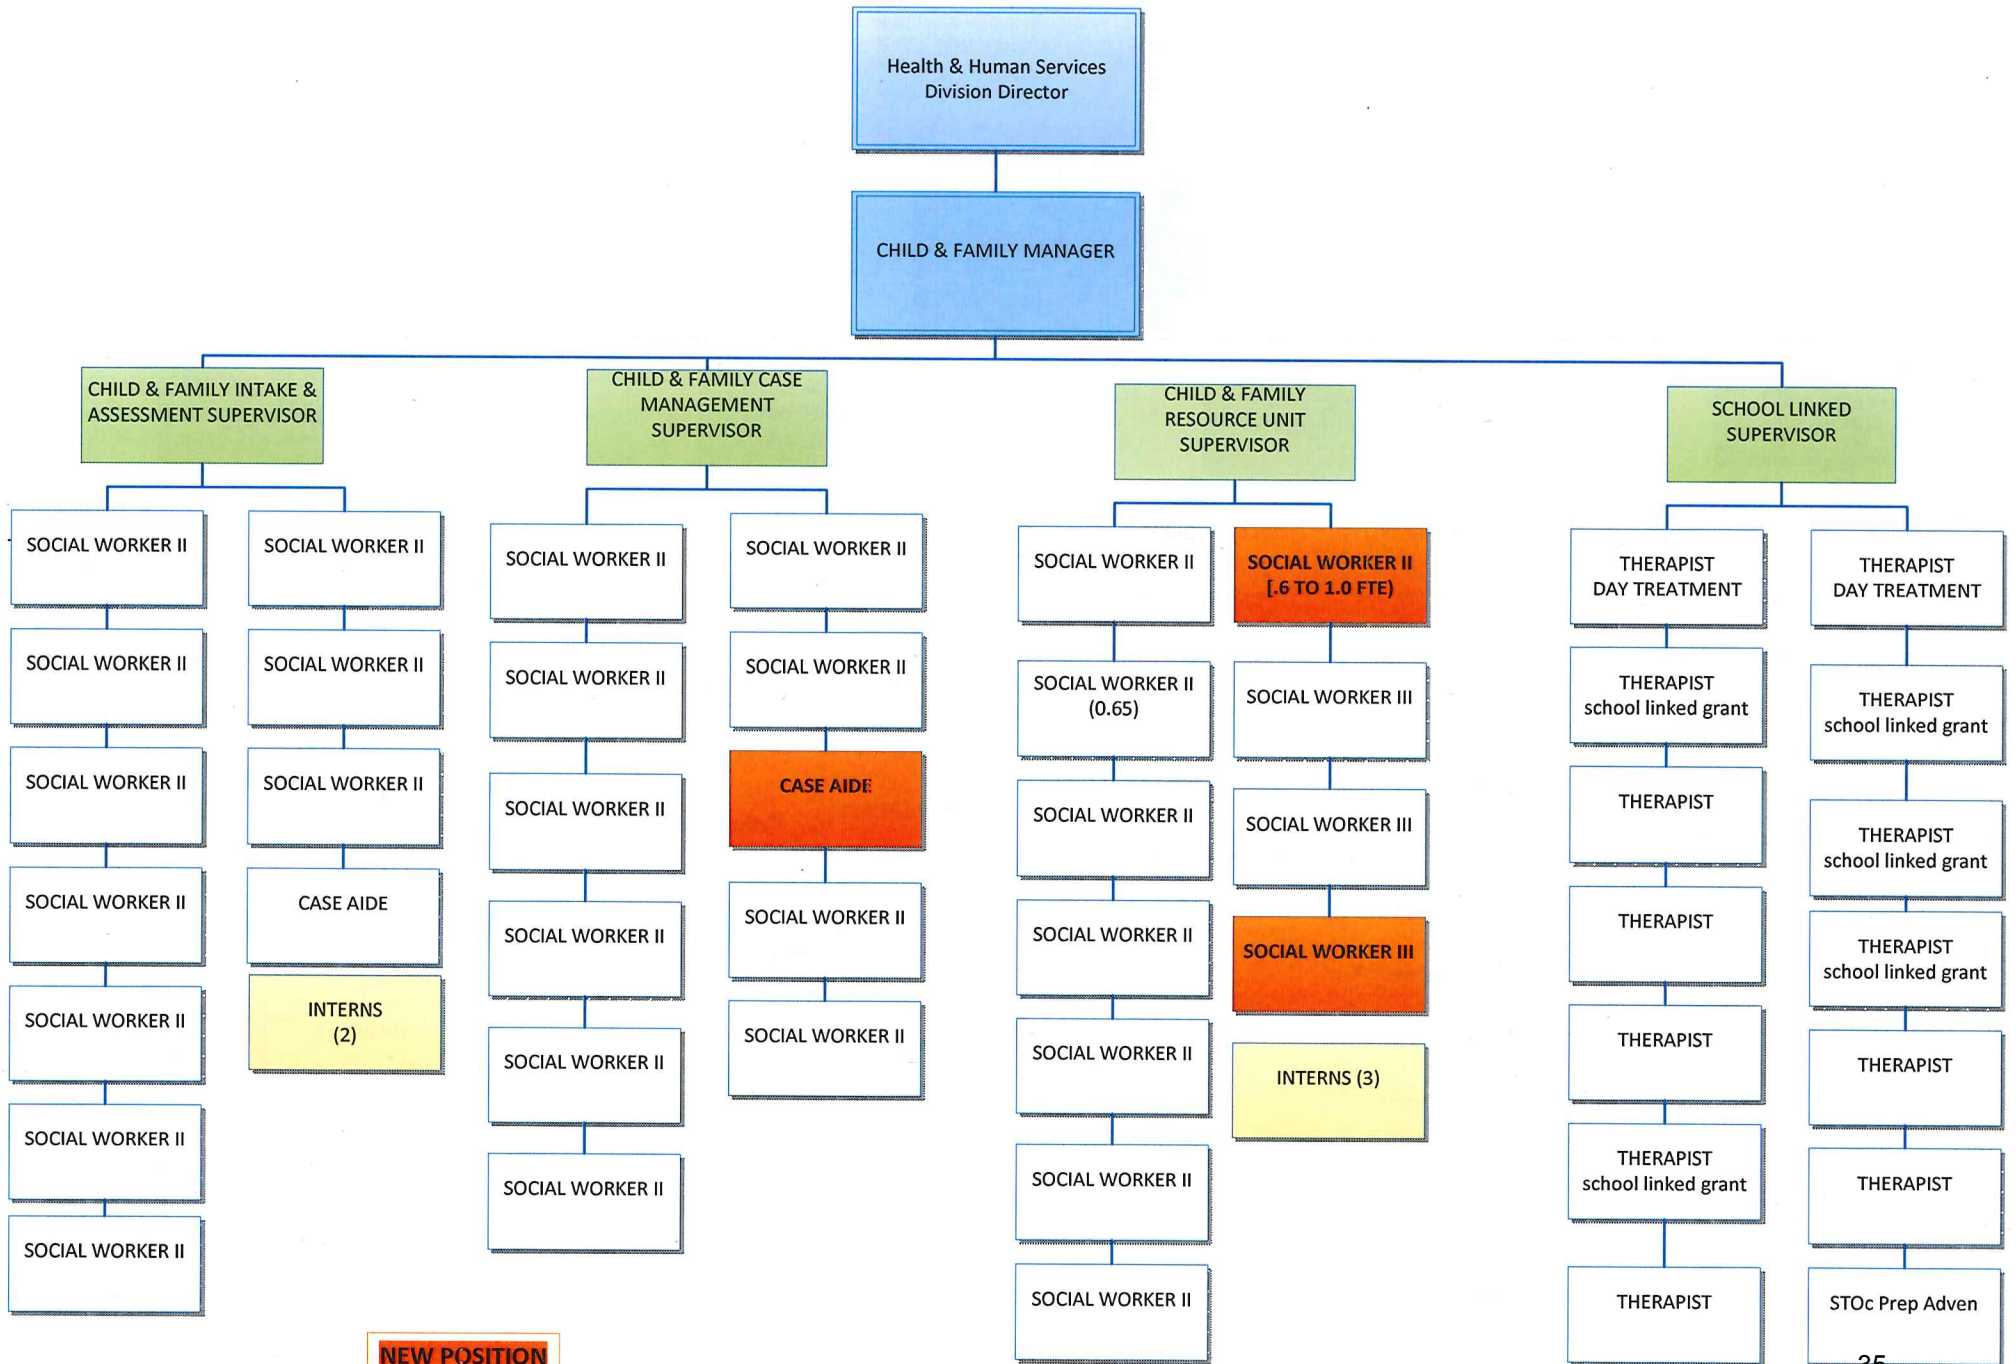 Health & Human Services
Division Director
CHILD & FAMILY MANAGER
CHILD & FAMILY INTAKE &
ASSESSMENT SUPERVISOR
SOCIAL WORKER II
SOCIAL WORKER II
SOCIAL WORKER II
SOCIAL WORKER II
SOCIAL WORKER II
SOCIAL WORKER II
SOCIAL WORKER II
SOCIAL WORKER II
SOCIAL WORKER II
SOCIAL WORKER II
CASE AIDE
INTERNS
(2)
CHILD & FAMILY CASE
MANAGEMENT
SUPERVISOR
SOCIAL WORKER II
SOCIAL WORKER II
SOCIAL WORKER II
SOCIAL WORKER II
SOCIAL WORKER II
SOCIAL WORKER II
SOCIAL WORKER II
SOCIAL WORKER II
CASE AIDE
SOCIAL WORKER II
SOCIAL WORKER II
CHILD & FAMILY
RESOURCE UNIT
SUPERVISOR
SOCIAL WORKER II
SOCIAL WORKER II
(0.65)
SOCIAL WORKER II
SOCIAL WORKER II
SOCIAL WORKER II
SOCIAL WORKER II
SOCIAL WORKER II
SOCIAL WORKER II
[.6 TO 1.0 FTE)
SOCIAL WORKER III
SOCIAL WORKER III
SOCIAL WORKER III
INTERNS (3)
SCHOOL LINKED
SUPERVISOR
THERAPIST
DAY TREATMENT
THERAPIST
school linked grant
THERAPIST
THERAPIST
THERAPIST
THERAPIST
school linked grant
THERAPIST
THERAPIST
DAY TREATMENT
THERAPIST
school linked grant
THERAPIST
school linked grant
THERAPIST
school linked grant
THERAPIST
THERAPIST
STOc Prep Adven
NEW POSITION
35